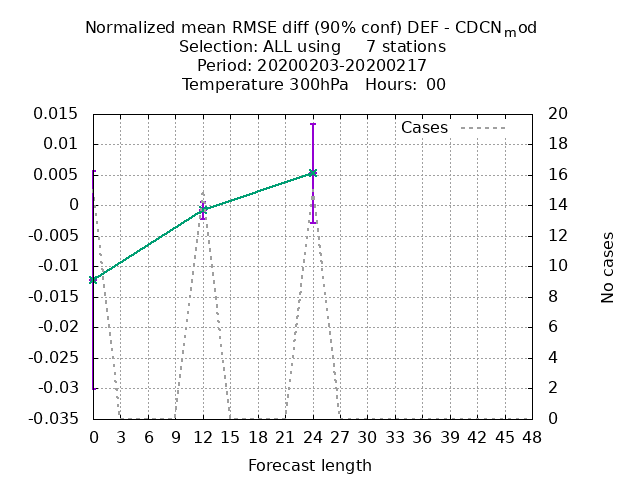 Normalized mean RMSE diff (90% conf) DEF - CDCNmod
Selection: ALL using     7 stations
Period: 20200203-20200217
Temperature 300hPa   Hours:  00
Cases
0.015
0.01
0.005
0
-0.005
-0.01
-0.015
-0.02
-0.025
-0.03
-0.035
20
18
16
14
12
10
8
6
4
2
0
No cases
0 3 6 9 12 15 18 21 24 27 30 33 36 39 42 45 48
Forecast length